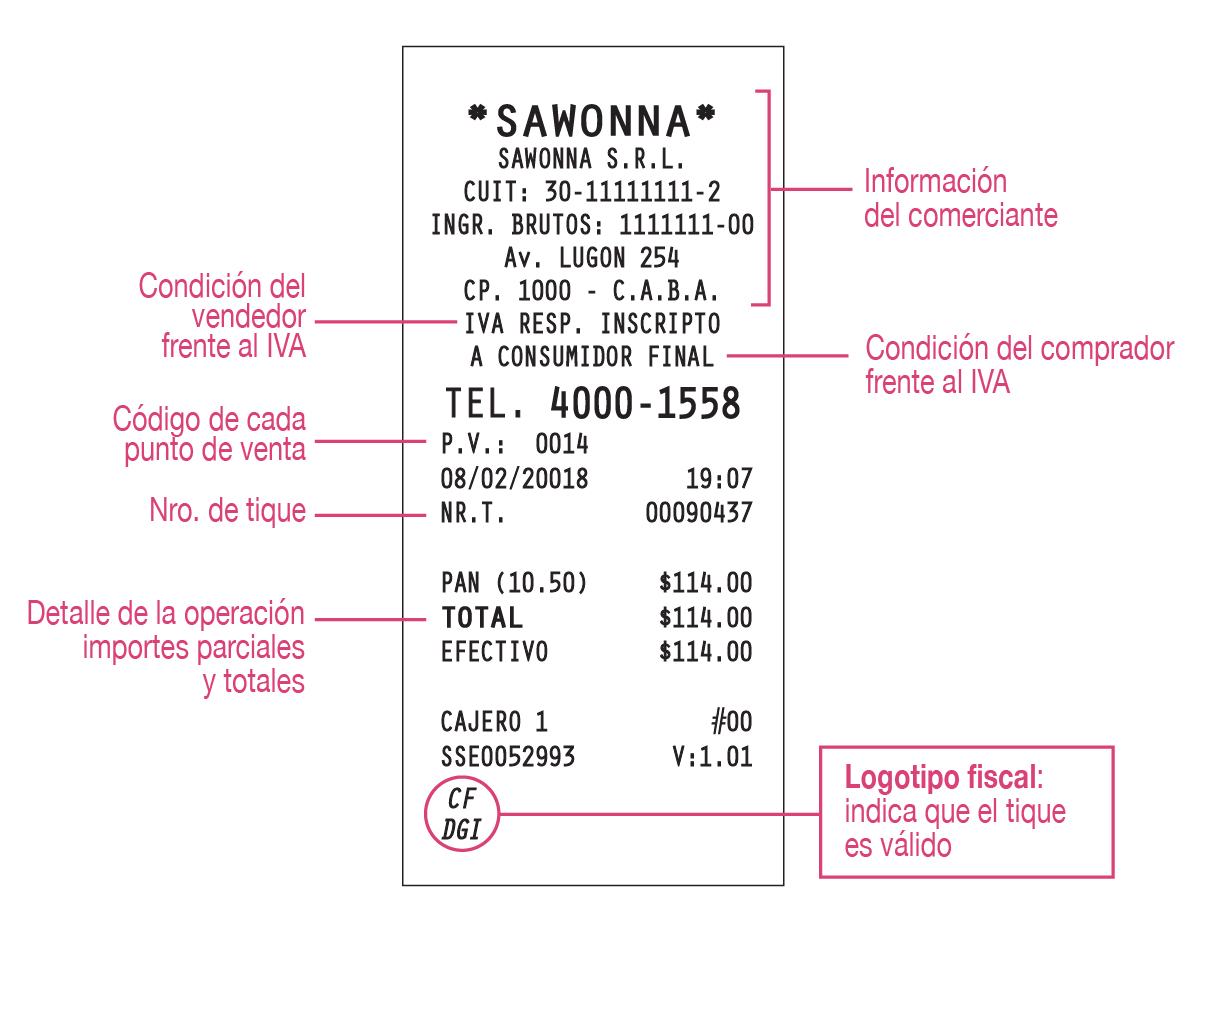 *SAWONNA*
SAWONNA S.R.L.
CUIT: 30-11111111-2
INGR. BRUTOS: 1111111-00
Av. LUGON 254
CP. 1000 - C.A.B.A.
IVA RESP. INSCRIPTO
A CONSUMIDOR FINAL
TEL. 4000-1558
P.V.: 0014
08/02/20018 19:07
NR.T. 00090437
PAN (10.50) $114.00
TOTAL $114.00
EFECTIVO $114.00
CAJERO 1 #00
SSE0052993 V:1.01
CF
DGI
Información
del comerciante
Condición del
vendedor
frente al IVA
Condición del comprador
frente al IVA
Código de cada
punto de venta
Nro. de tique
Detalle de la operación
importes parciales
y totales
Logotipo fiscal:
indica que el tique
es válido